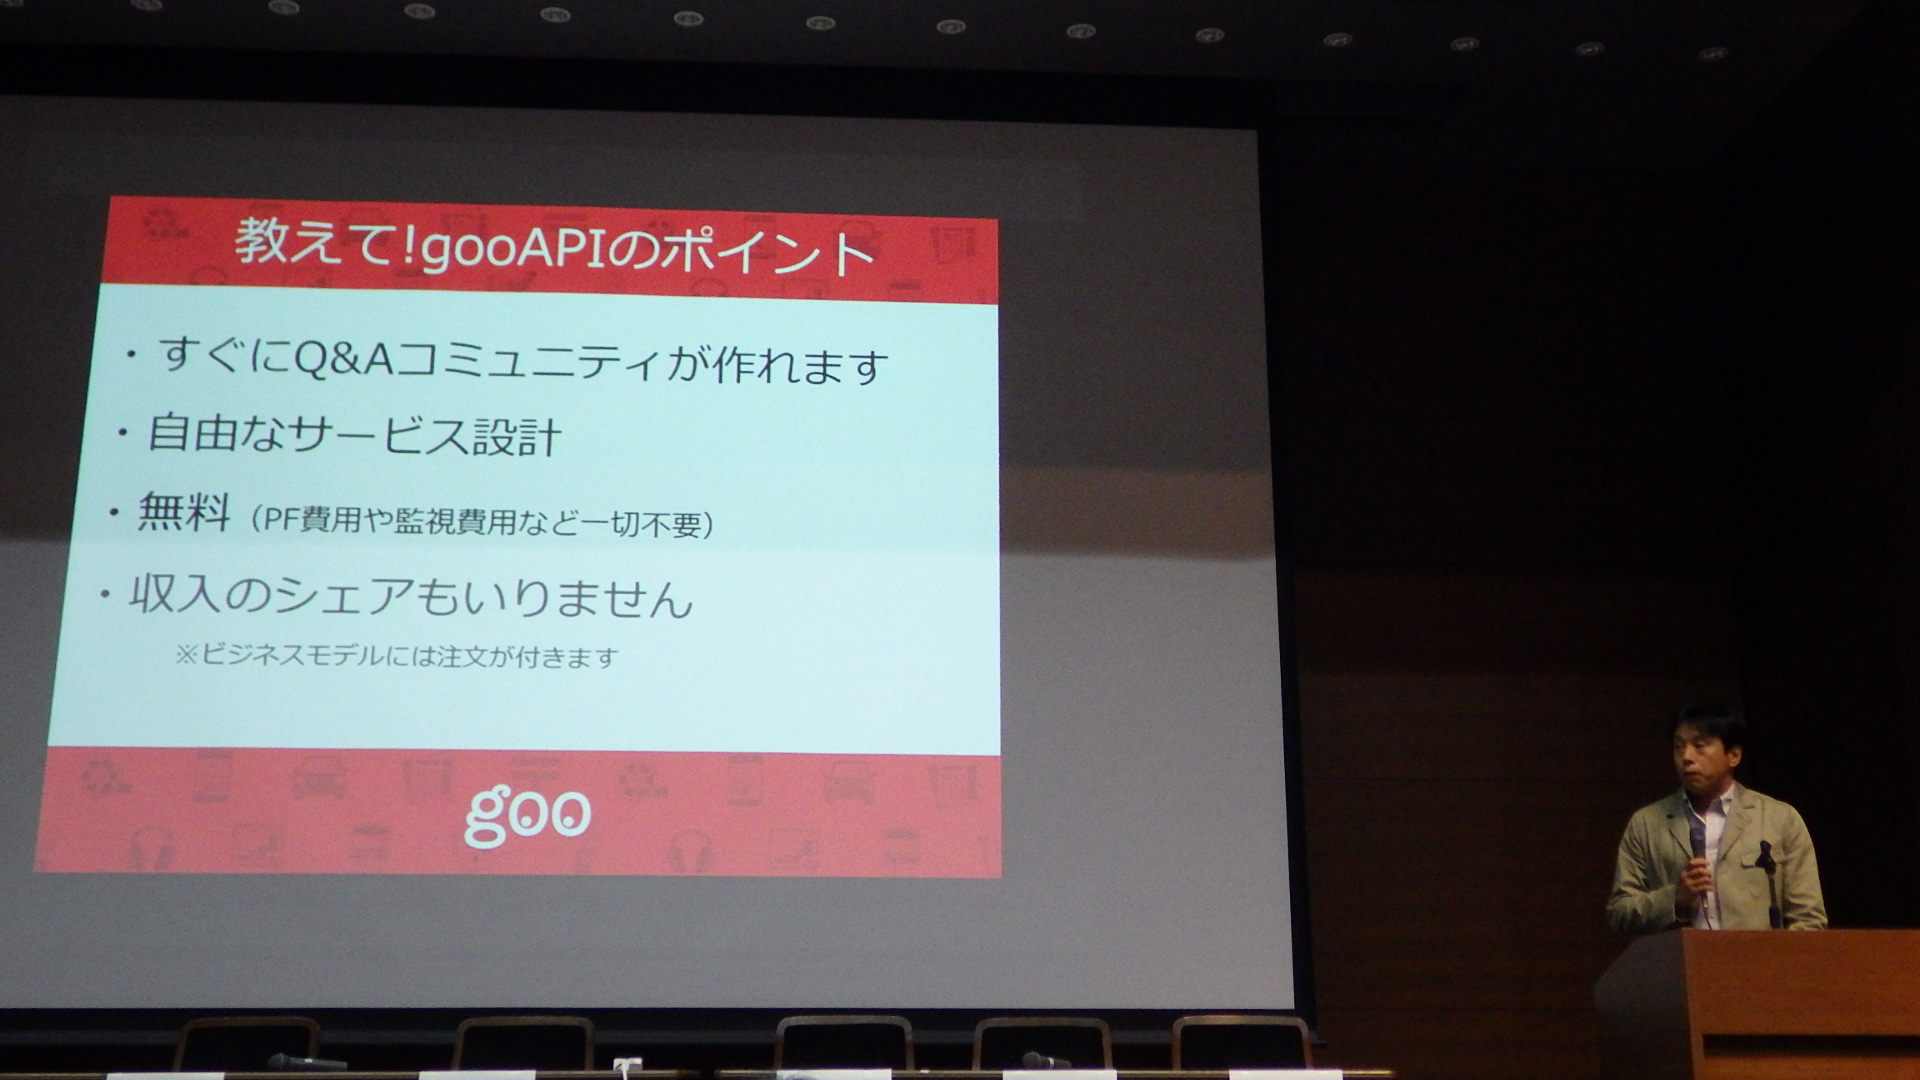 教えて!gooAPIのポイント
・すぐにQ&Aコミュニティが作れます
・自由なサービス設計
・無料（PF費用や監視費用など一切不要）
・収入のシェアもいりません
※ビジネスモデルには注文が付きます
goo